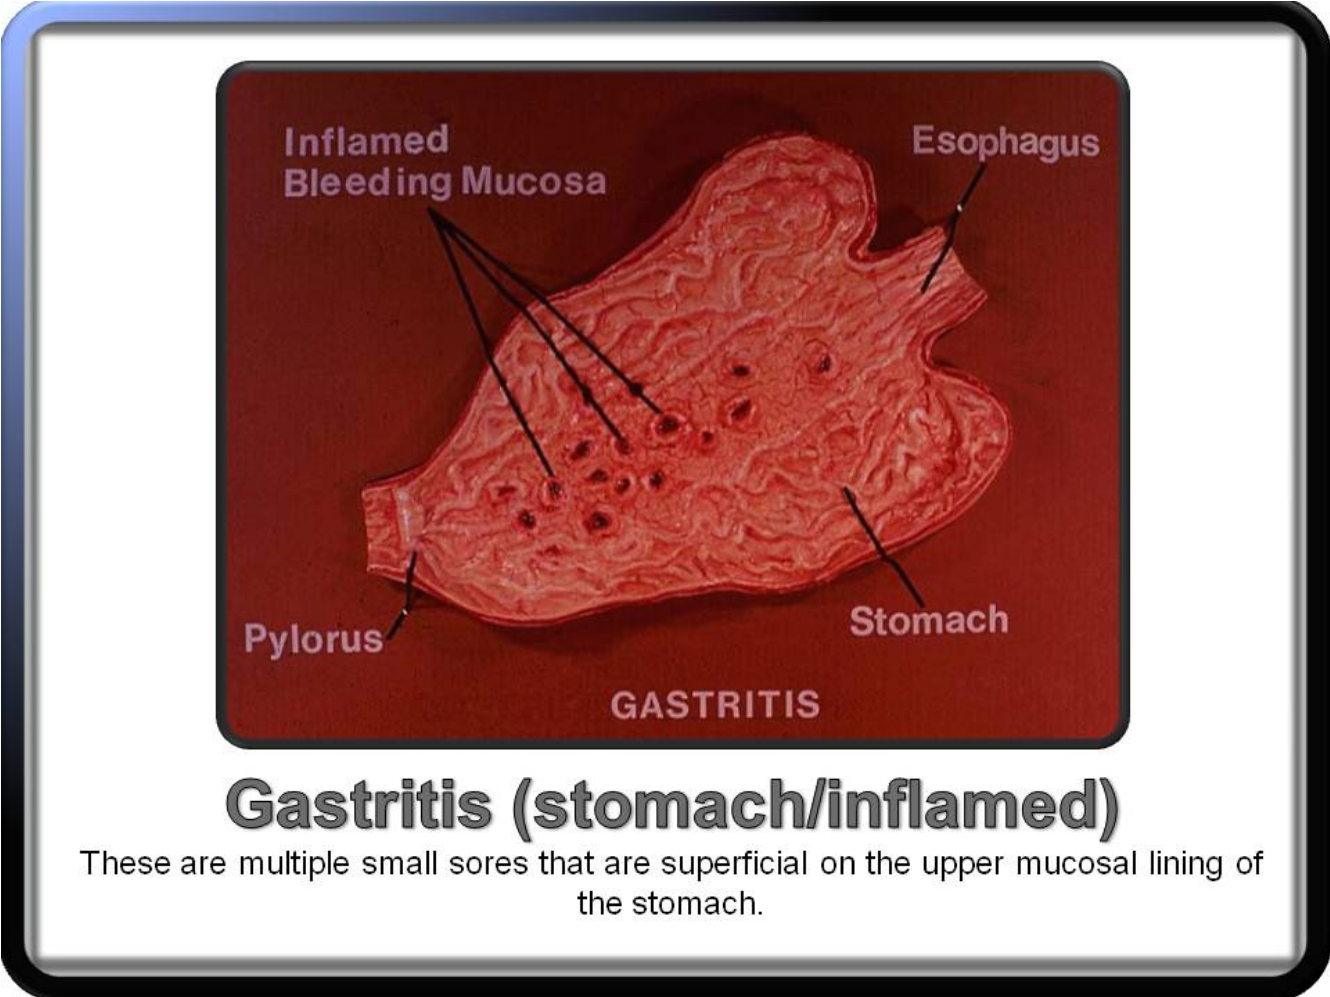 Inflamed
Bleeding Mucosa
Esophagus
Pylorus
Stomach
GASTRITIS
Gastritis (stomach/inflamed)
These are multiple small sores that are superficial on the upper mucosal lining of
the stomach.